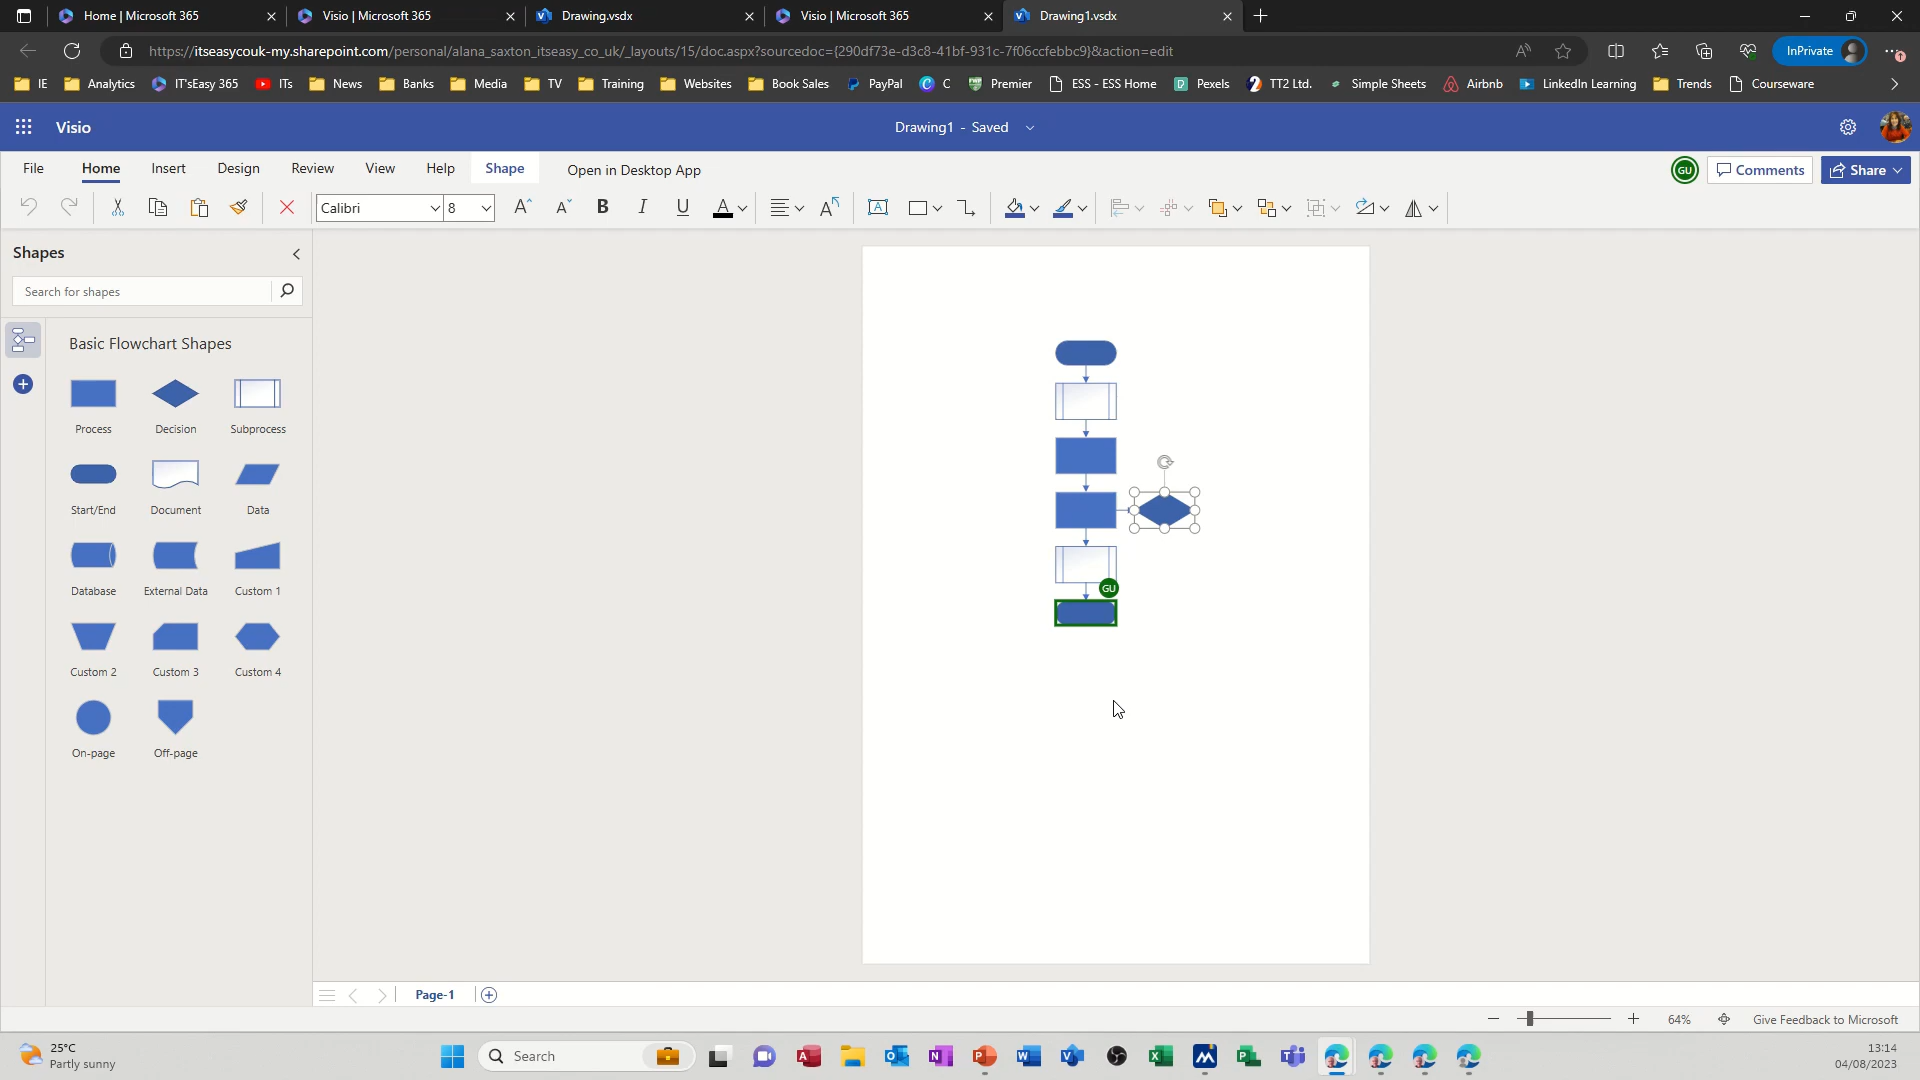 Home | Microsoft 365
Visio | Microsoft 365
Drawing.vsdx
Visio | Microsoft 365
Drawing1.vsdx
https://itseasycouk-my.sharepoint.com/personal/alana_saxton_itseasy_co_uk/_layouts/15/doc.aspx?sourcedoc={290df73e-d3c8-41bf-931c-7f06ccfebbc9}&action=edit
InPrivate
IE Analytics IT'sEasy 365 ITs News Banks Media TV Training Websites Book Sales PayPal C Premier ESS - ESS Home Pexels TT2 Ltd. Simple Sheets Airbnb LinkedIn Learning Trends Courseware
Visio
Drawing1 - Saved
File Home Insert Design Review View Help Shape Open in Desktop App
GU Comments Share
Calibri 8
Shapes
Search for shapes
Basic Flowchart Shapes
Process Decision Subprocess
Start/End Document Data
Database External Data Custom 1
Custom 2 Custom 3 Custom 4
On-page Off-page
GU
Page-1
64% Give Feedback to Microsoft
25°C
Partly sunny
Search
13:14
04/08/2023